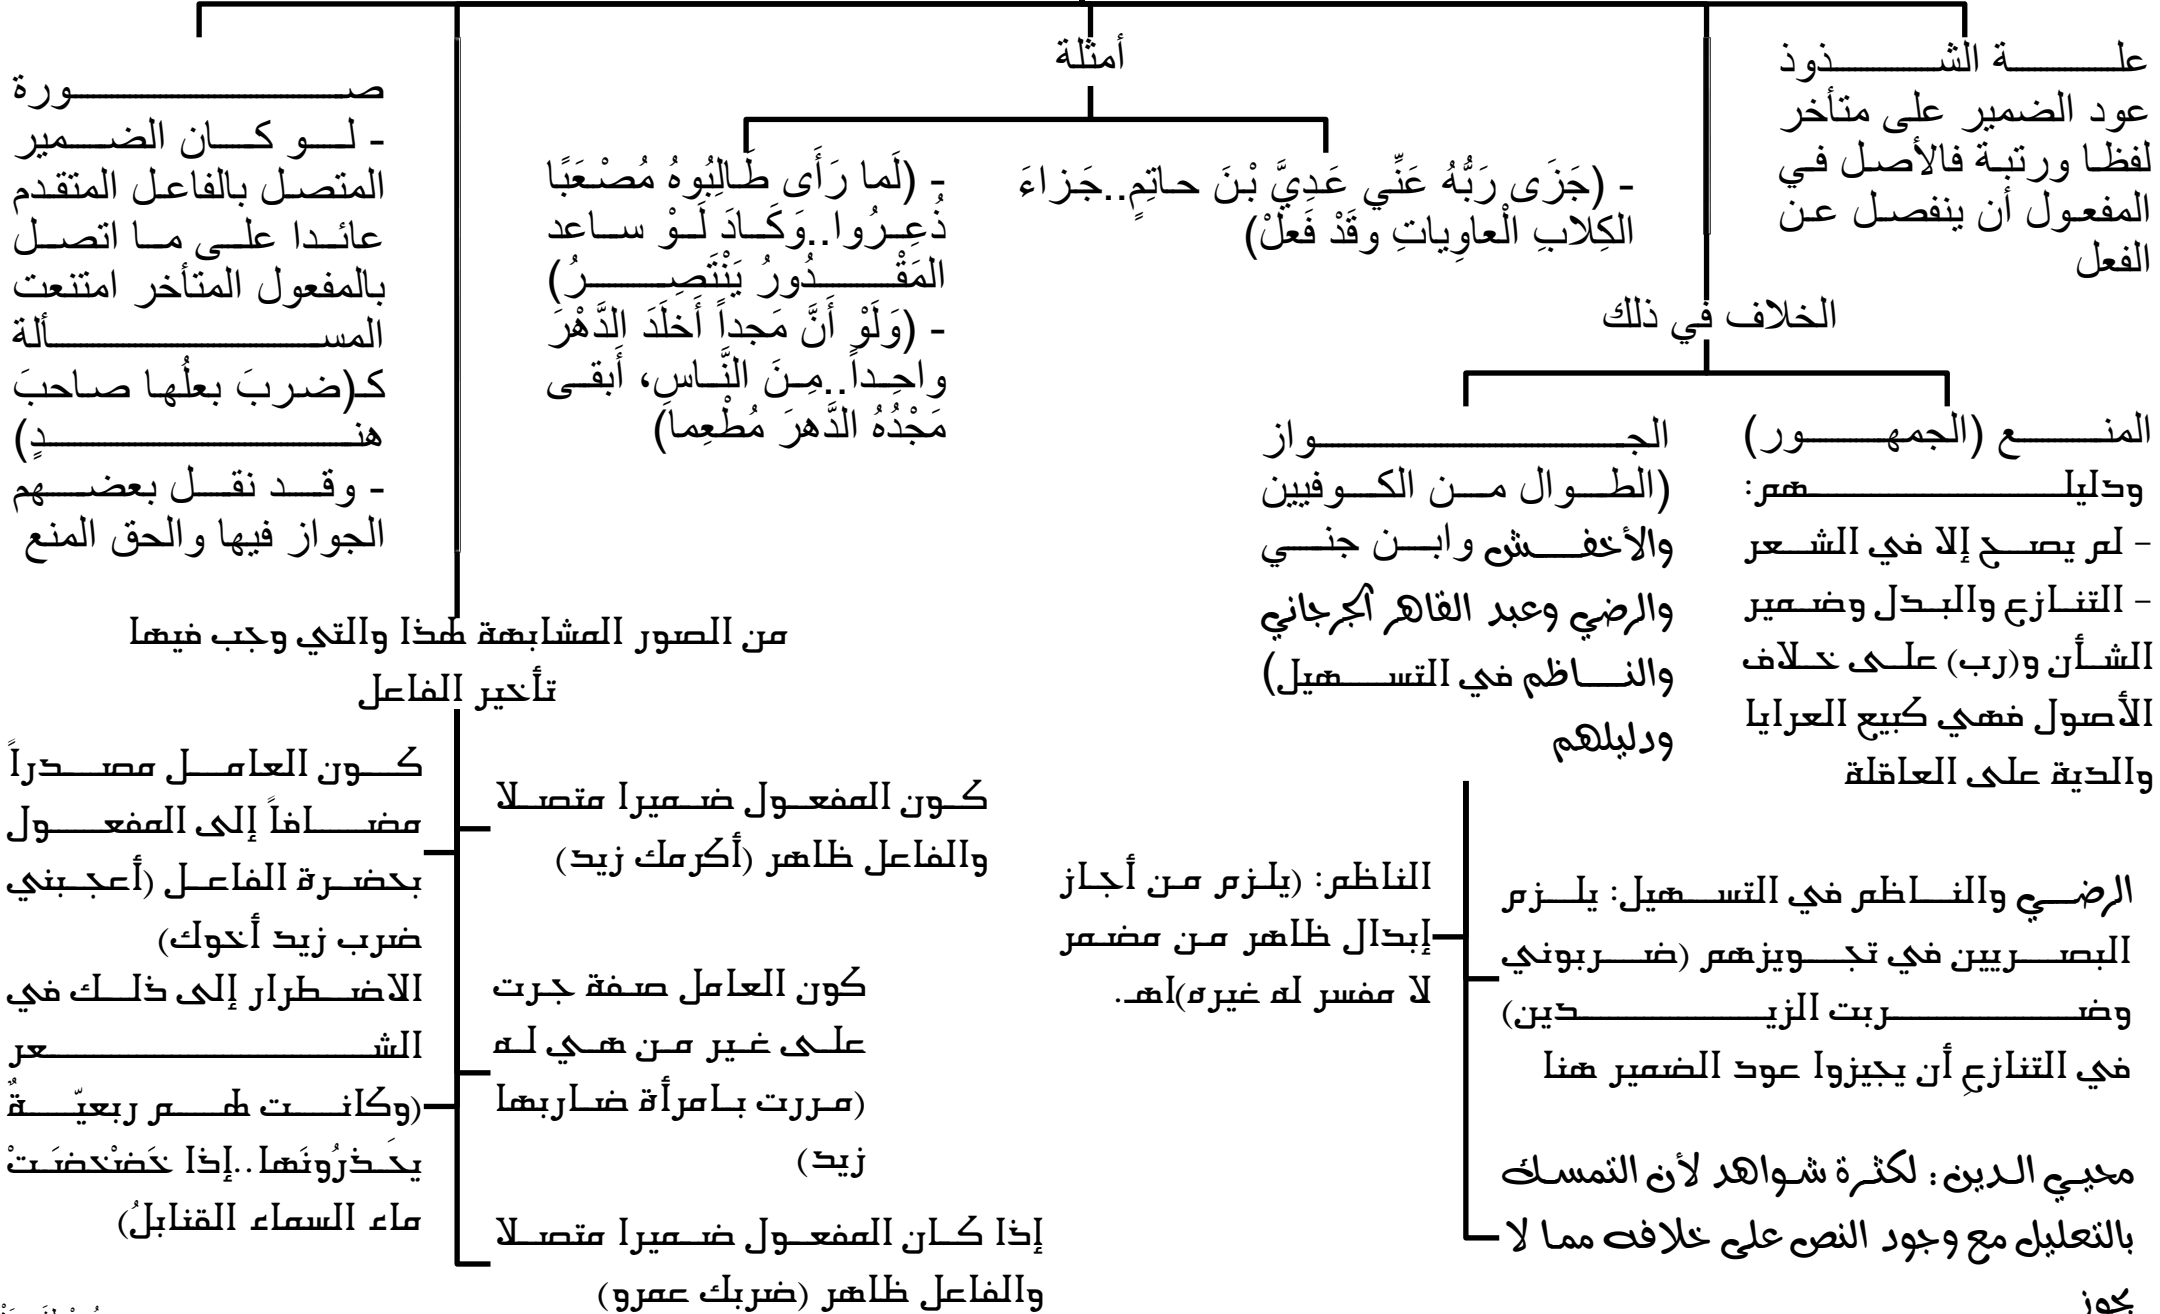 علة الشذوذ
عود الضمير على متأخر
لفظا ورتبة فالأصل في
المفعول أن ينفصل عن
الفعل
الخلاف في ذلك
المنع (الجمهور)
ودليلهم:
- لم يصح إلا في الشعر
- التنازع والبدل وضمير
الشأن و(رب) على خلاف
الأصول فهي كبيع العرايا
والدية على العاقلة
الجواز
(الطوال من الكوفيين
والأخفش وابن جني
والرضي وعبد القاهر الجرجاني
والناظم في التسهيل)
ودليلهم
الرضي والناظم في التسهيل: يلزم
البصريين في تجويزهم (ضربوني
وضربت الزيدين)
في التنازع أن يجيزوا عود الضمير هنا
الناظم: (يلزم من أجاز
إبدال ظاهر من مضمر
لا مفسر له غيره)اهـ.
محيي الدين: لكثرة شواهد لأن التمسك
بالتعليل مع وجود النص على خلافه مما لا
يجوز
أمثلة
- (جَزَى رَبُّهُ عَنِّي عَدِيَّ بْنَ حاتِمٍ..جَزاءَ
الكِلابِ الْعاوِياتِ وقَدْ فَعَلْ)
- (لَما رَأَى طَالِبُوهُ مُصْعَبًا
ذُعِرُوا..وَكَادَ لَوْ ساعد
المَقْدُورُ يَنْتَصِرُ)
- (وَلَوْ أَنَّ مَجداً أَخلَدَ الدَّهْرَ
واحِداً..مِنَ النَّاسِ، أَبقى
مَجْدُهُ الدَّهرَ مُطْعِما)
من الصور المشابهة لهذا والتي وجب فيها
تأخير الفاعل
كون المفعول ضميرا متصلا
والفاعل ظاهر (أكرمك زيد)
كون العامل مصدراً
مضافاً إلى المفعول
بحضرة الفاعل (أعجبني
ضرب زيد أخوك)
كون العامل صفة جرت
على غير من هي له
(مررت بامرأة ضاربها
زيد)
الاضطرار إلى ذلك في
الشعر
(وكانت لهم ربعيّةٌ
يحَذرُونَها..إذا خَضْخضَتْ
ماء السماء القنابلُ)
إذا كان المفعول ضميرا متصلا
والفاعل ظاهر (ضربك عمرو)
صورة
- لو كان الضمير
المتصل بالفاعل المتقدم
عائدا على ما اتصل
بالمفعول المتأخر امتنعت
المسألة
كـ(ضربَ بعلُها صاحبَ
هندٍ)
- وقد نقل بعضهم
الجواز فيها والحق المنع